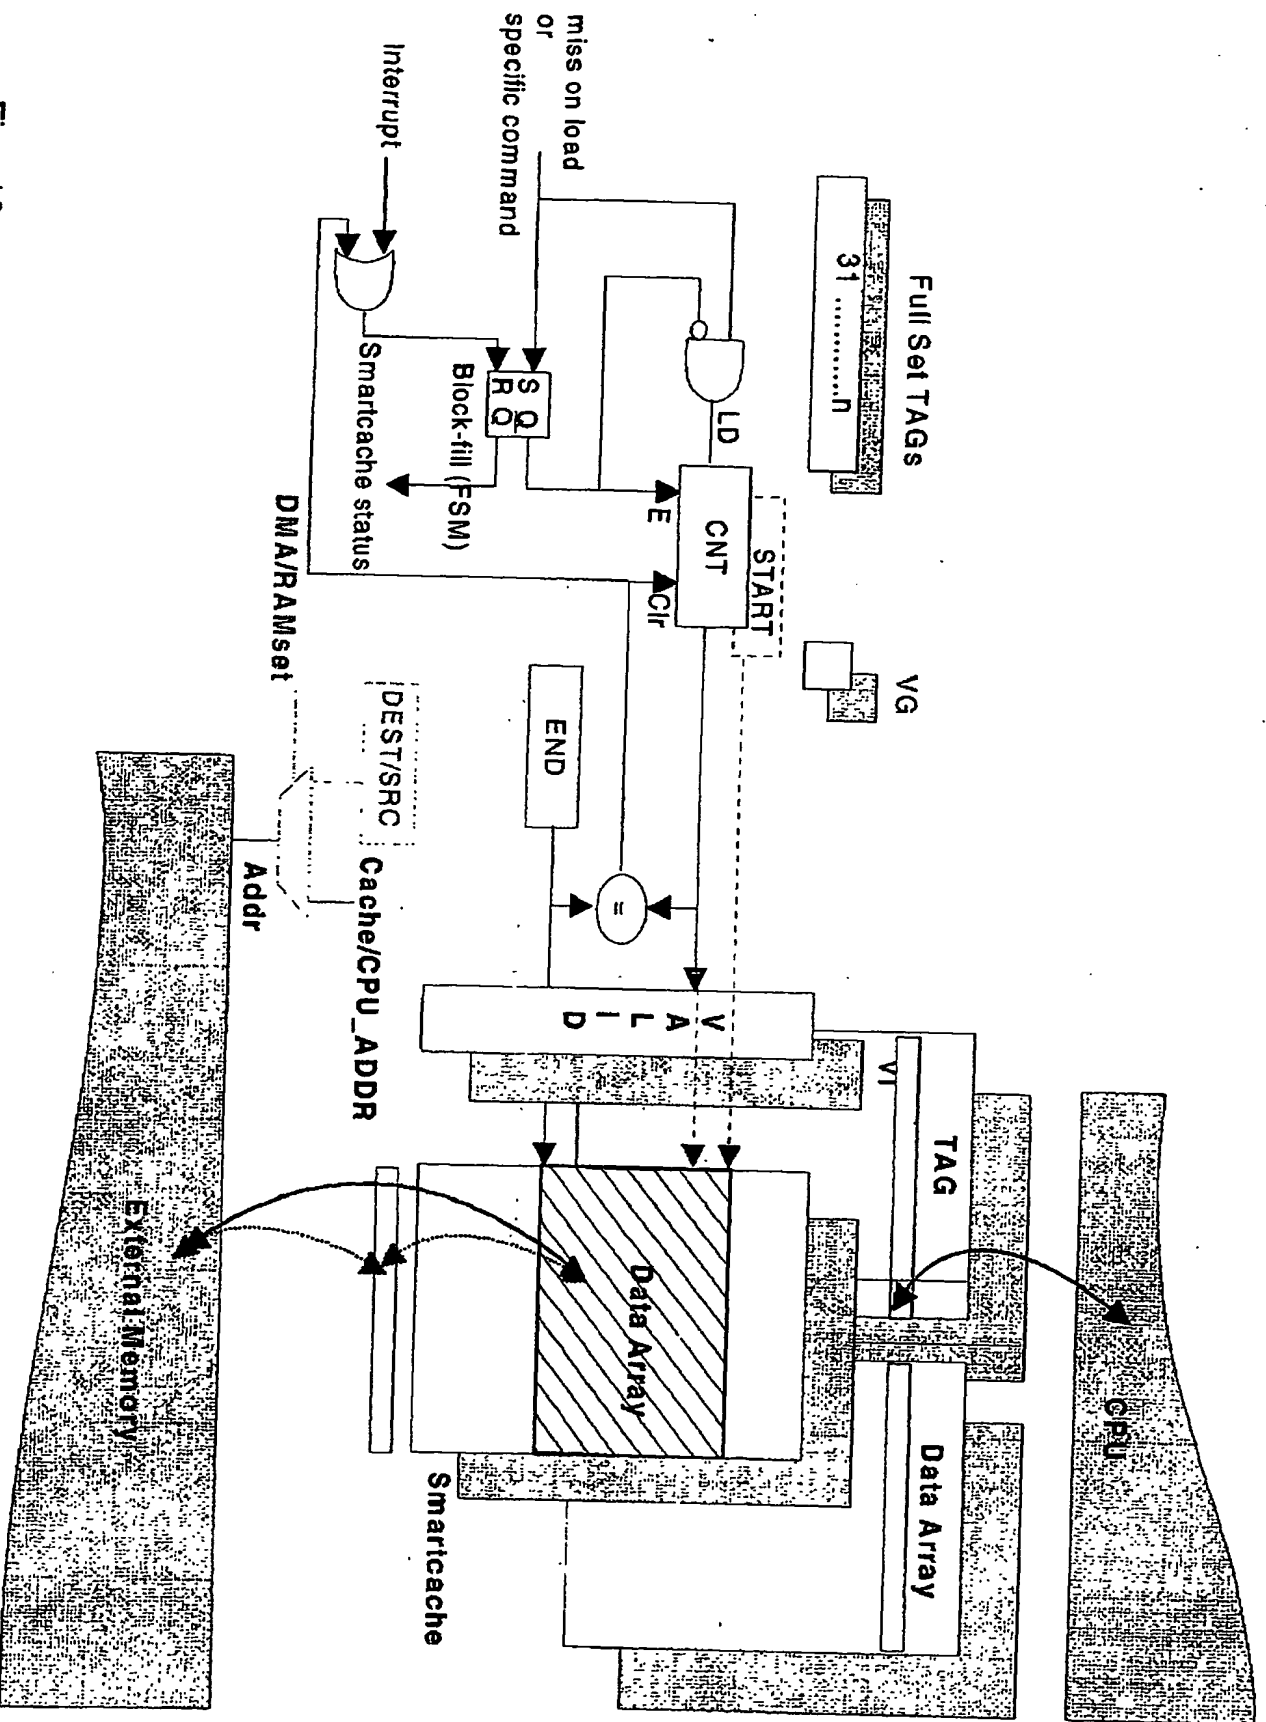 Full Set TAGs
31 ............n
VG
CPU
TAG
VI
Data Array
START
CNT
LD
E
Clr
miss on load
or
specific command
S Q
R Q
Block-fill (FSM)
Interrupt
Smartcache status
END
=
VALID
Data Array
Smartcache
DMA/RAMset
DEST/SRC
Cache/CPU_ADDR
Addr
External Memory